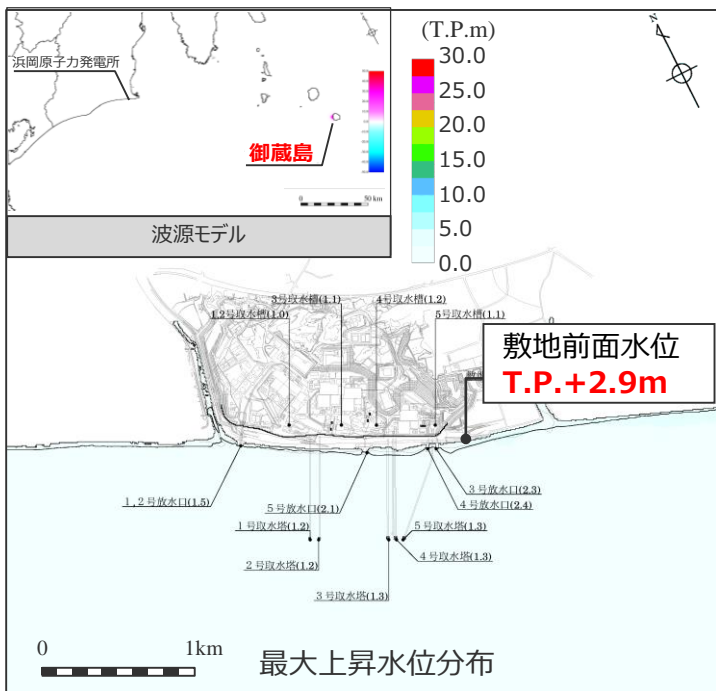 浜岡原子力発電所
御蔵島
0
50 km
波源モデル
N
(T.P.m)
30.0
25.0
20.0
15.0
10.0
5.0
0.0
3号取水槽(1.1)
4号取水槽(1.2)
1,2号取水槽(1.0)
5号取水槽(1.1)
敷地前面水位
T.P.+2.9m
1,2号放水口(1.5)
5号放水口(2.1)
3号放水口(2.3)
4号放水口(2.4)
1号取水塔(1.2)
5号取水塔(1.3)
2号取水塔(1.2)
4号取水塔(1.3)
3号取水塔(1.3)
0
1km
最大上昇水位分布